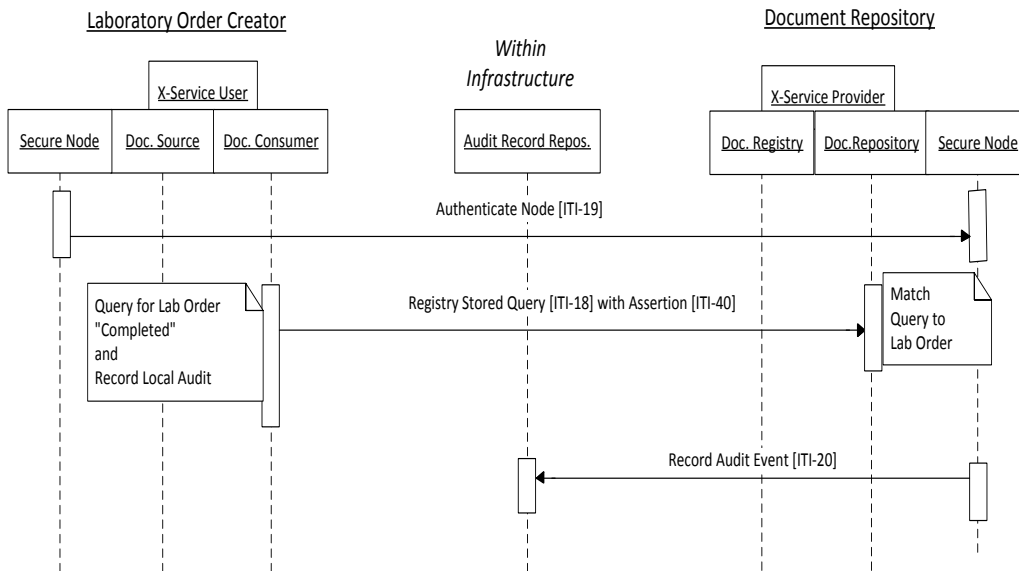 Laboratory Order Creator
Document Repository
Within
Infrastructure
X-Service User
X-Service Provider
Secure Node
Doc. Source
Doc. Consumer
Audit Record Repos.
Doc. Registry
Doc.Repository
Secure Node
Authenticate Node [ITI-19]
Query for Lab Order
"Completed"
and
Record Local Audit
Registry Stored Query [ITI-18] with Assertion [ITI-40]
Match
Query to
Lab Order
Record Audit Event [ITI-20]